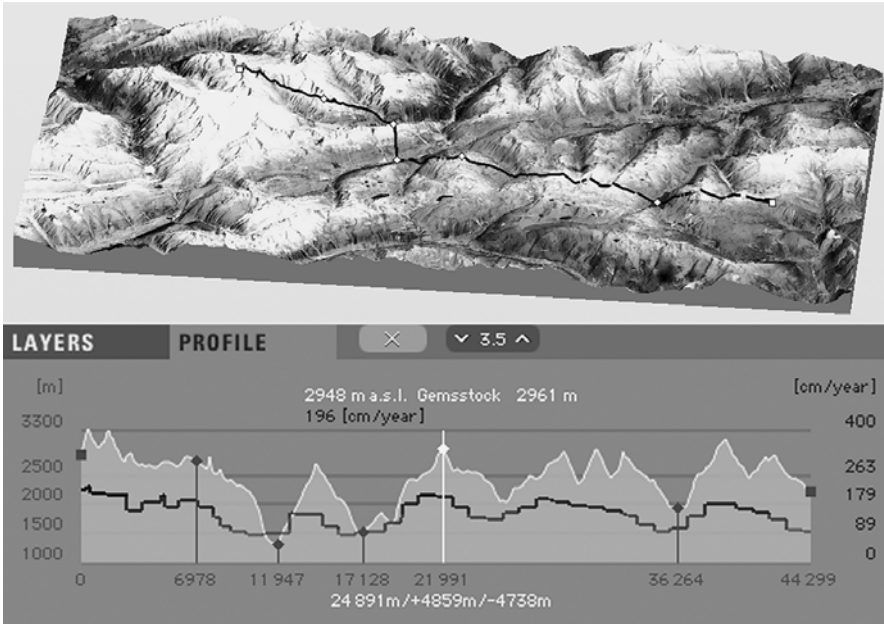 LAYERS PROFILE × 3.5
[m] 2948 m a.s.l. Gemsstock 2961 m [cm/year]
196 [cm/year]
3300 400
2500 263
2000 179
1500 89
1000 0
0 6978 11 947 17 128 21 991 36 264 44 299
24 891m/+4859m/-4738m